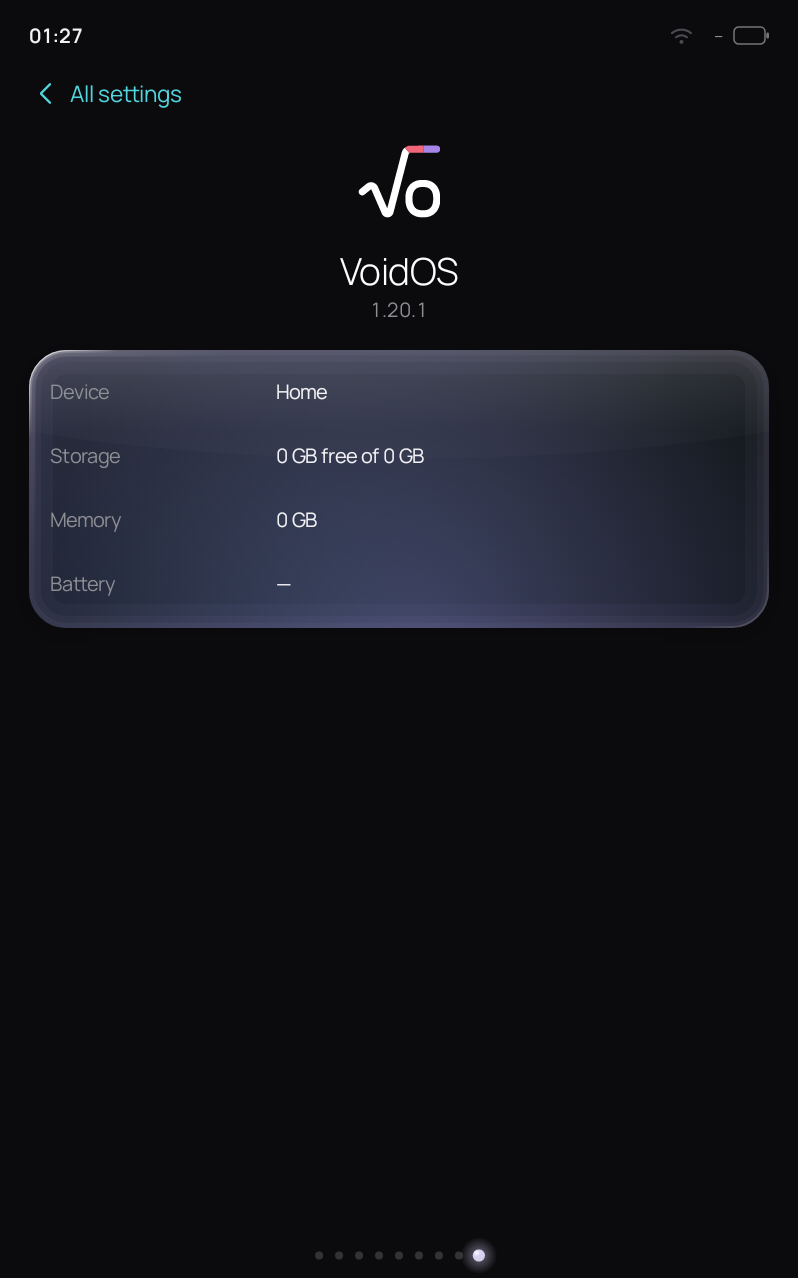 01:27
–
All settings
√o
VoidOS
1.20.1
Device Home
Storage 0 GB free of 0 GB
Memory 0 GB
Battery —